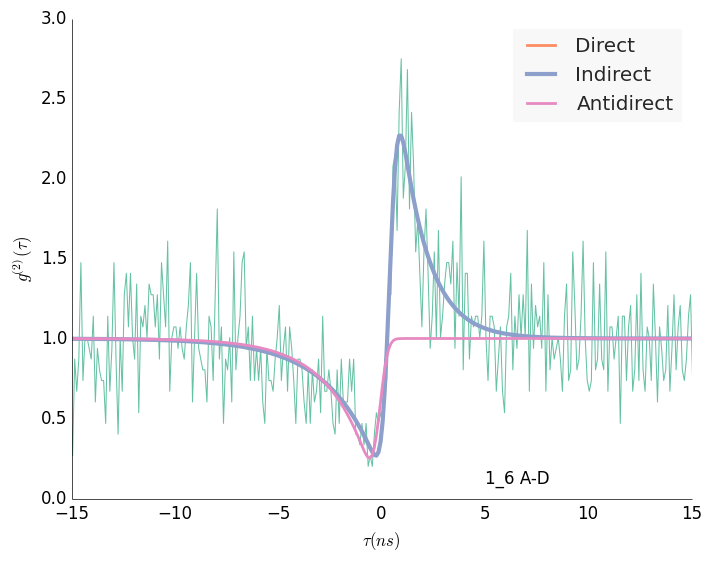 3.0
2.5
2.0
1.5
1.0
0.5
0.0
g^(2)(τ)
Direct
Indirect
Antidirect
1_6 A-D
−15 −10 −5 0 5 10 15
τ(ns)